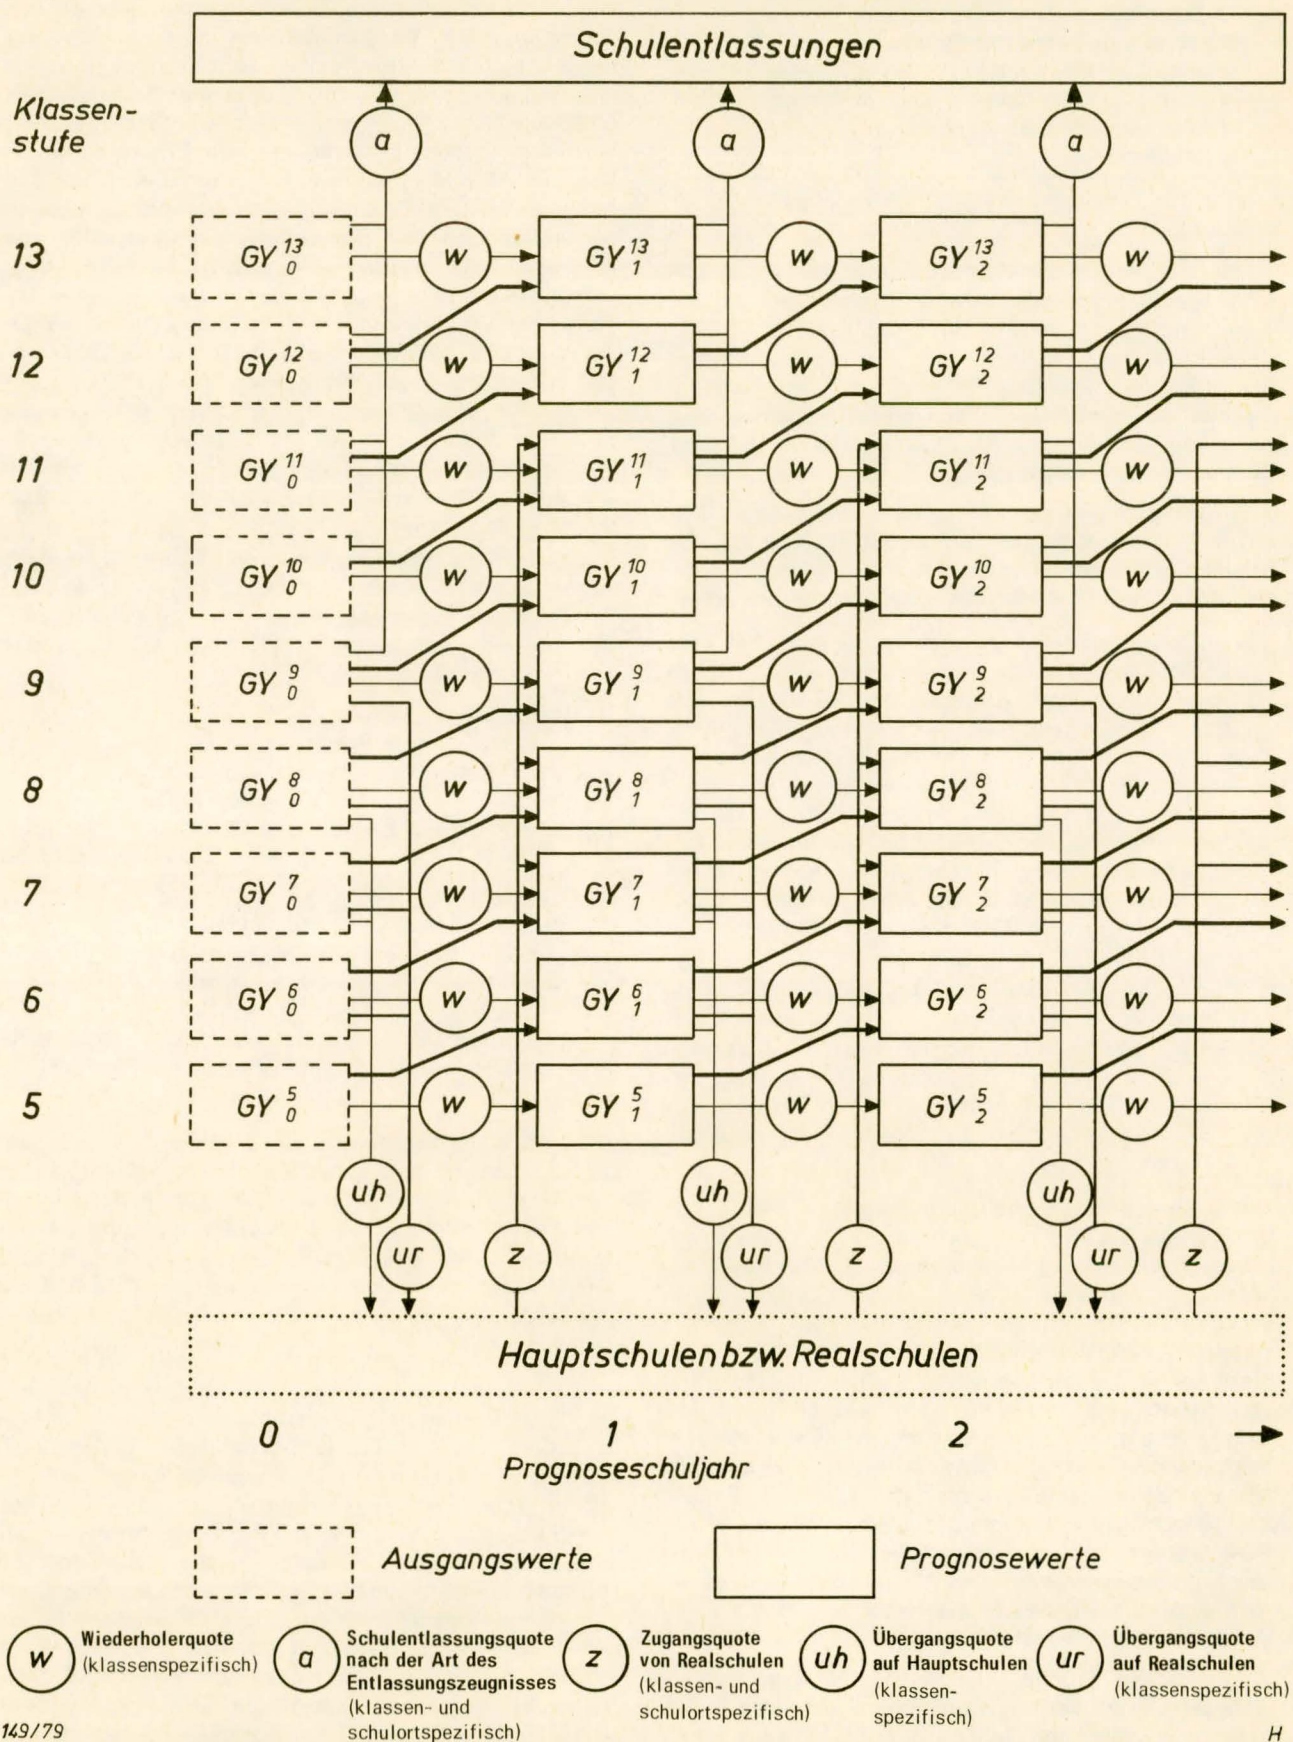 Schulentlassungen
Klassen-
stufe
a a a
13 GY 13 0 w GY 13 1 w GY 13 2 w
12 GY 12 0 w GY 12 1 w GY 12 2 w
11 GY 11 0 w GY 11 1 w GY 11 2 w
10 GY 10 0 w GY 10 1 w GY 10 2 w
9 GY 9 0 w GY 9 1 w GY 9 2 w
8 GY 8 0 w GY 8 1 w GY 8 2 w
7 GY 7 0 w GY 7 1 w GY 7 2 w
6 GY 6 0 w GY 6 1 w GY 6 2 w
5 GY 5 0 w GY 5 1 w GY 5 2 w
uh uh uh
ur z ur z ur z
Hauptschulen bzw. Realschulen
0 1 2
Prognoseschuljahr
Ausgangswerte
Prognosewerte
w
Wiederholerquote
(klassenspezifisch)
a
Schulentlassungsquote
nach der Art des
Entlassungszeugnisses
(klassen- und
schulortspezifisch)
z
Zugangsquote
von Realschulen
(klassen- und
schulortspezifisch)
uh
Übergangsquote
auf Hauptschulen
(klassen-
spezifisch)
ur
Übergangsquote
auf Realschulen
(klassenspezifisch)
149/79
H